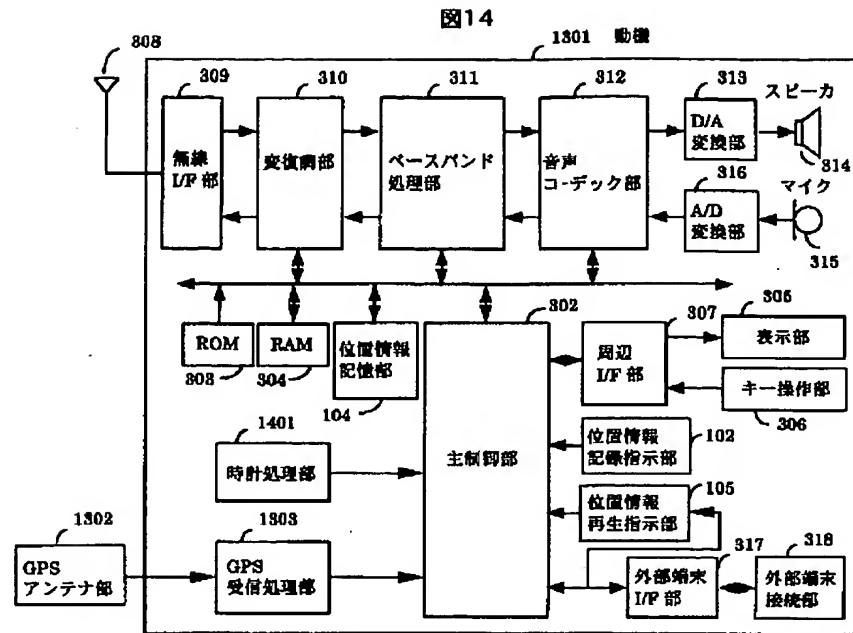 図14
308
1301 動機
309
310
311
312
313
スピーカ
無線
I/F部
変復調部
ベースバンド
処理部
音声
コ-デック部
D/A
変換部
314
316
マイク
A/D
変換部
315
302
307
305
ROM
RAM
位置情報
記憶部
周辺
I/F部
表示部
303
304
104
キー操作部
306
1401
時計処理部
主制御部
位置情報
記録指示部
102
105
位置情報
再生指示部
1302
1303
317
318
GPS
アンテナ部
GPS
受信処理部
外部端末
I/F部
外部端末
接続部